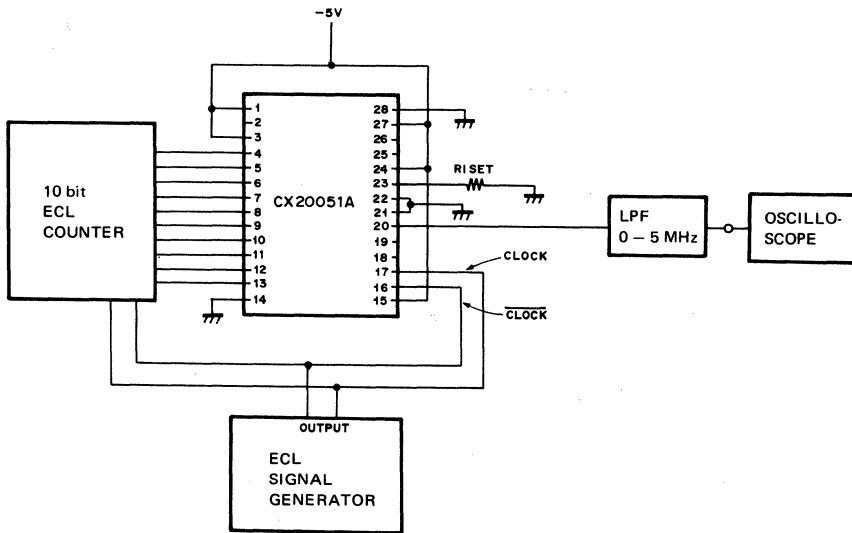 −5V
10 bit
ECL
COUNTER
1
2
3
4
5
6
7
8
9
10
11
12
13
14
CX20051A
28
27
26
25
24
23
22
21
20
19
18
17
16
15
RISET
CLOCK
C̅L̅O̅C̅K̅
LPF
0 – 5 MHz
OSCILLO-
SCOPE
OUTPUT
ECL
SIGNAL
GENERATOR